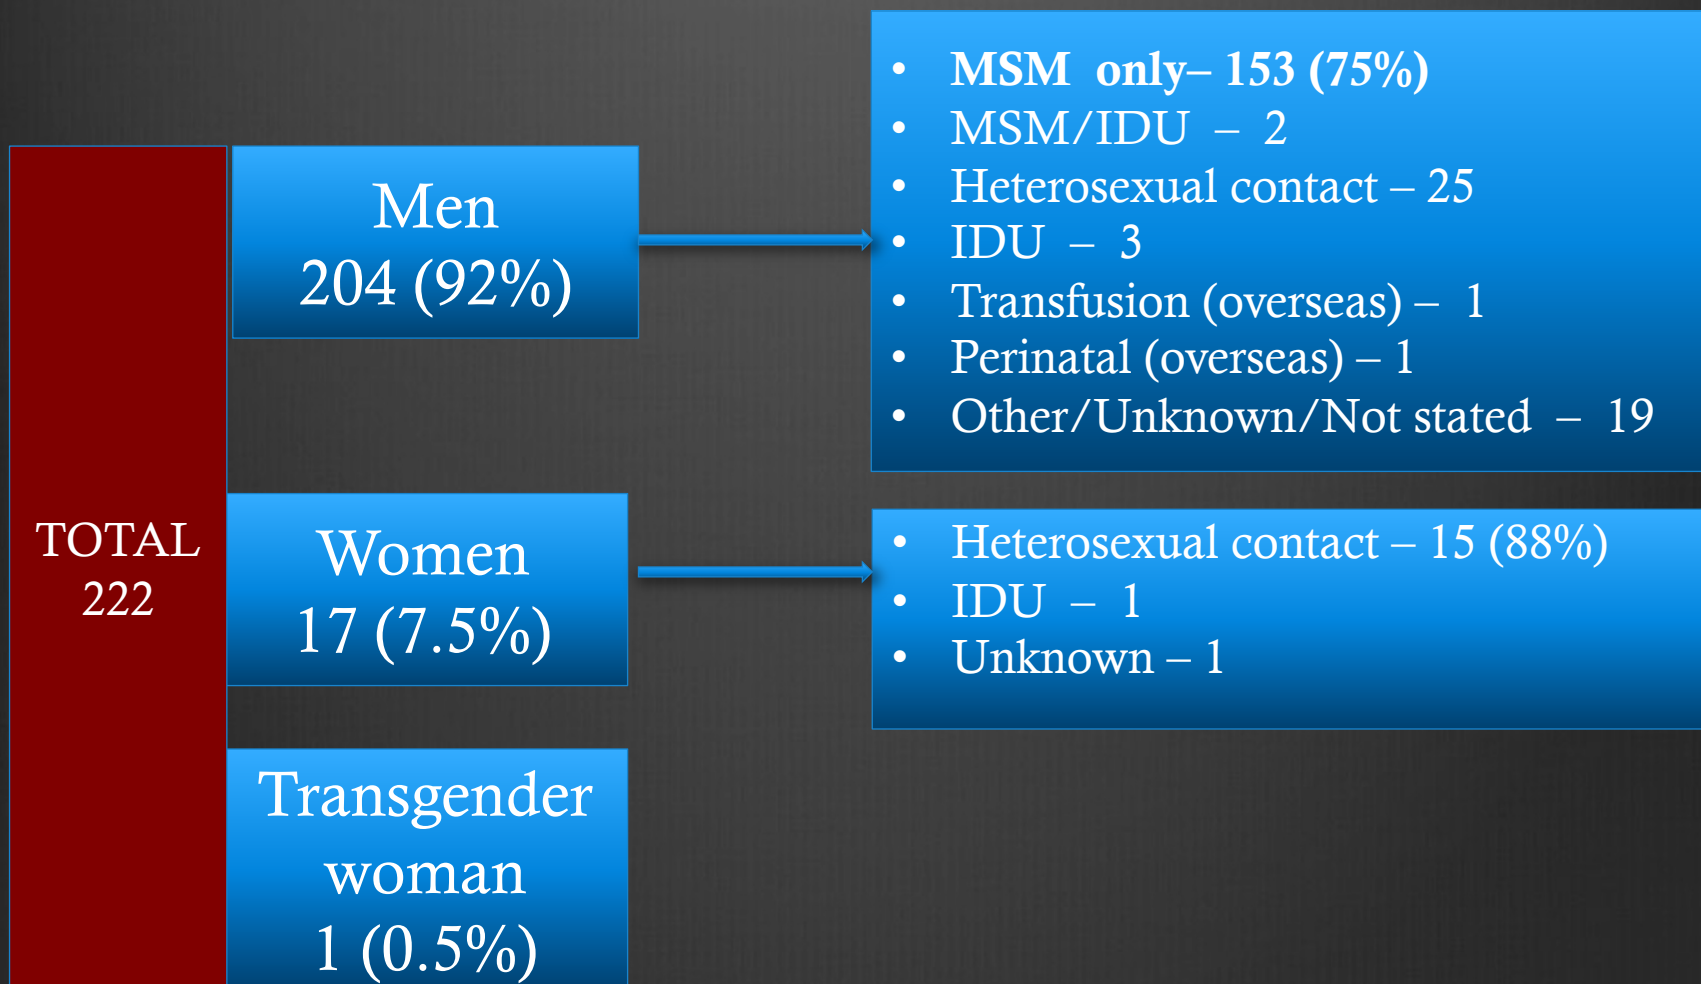 TOTAL
222
Men
204 (92%)
• MSM only– 153 (75%)
• MSM/IDU – 2
• Heterosexual contact – 25
• IDU – 3
• Transfusion (overseas) – 1
• Perinatal (overseas) – 1
• Other/Unknown/Not stated – 19
Women
17 (7.5%)
• Heterosexual contact – 15 (88%)
• IDU – 1
• Unknown – 1
Transgender
woman
1 (0.5%)